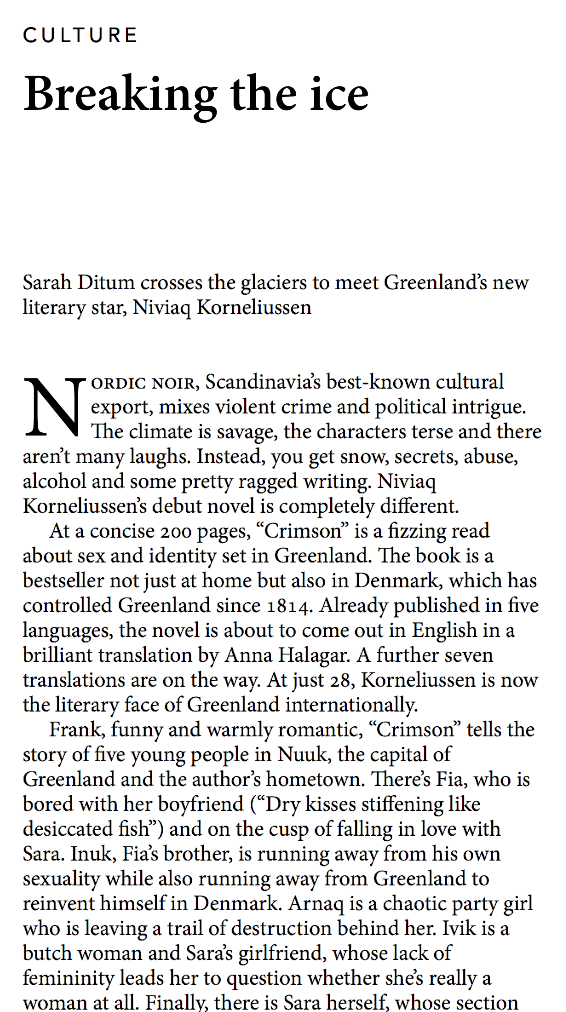 CULTURE
Breaking the ice
Sarah Ditum crosses the glaciers to meet Greenland’s new
literary star, Niviaq Korneliussen
NORDIC NOIR, Scandinavia’s best-known cultural
export, mixes violent crime and political intrigue.
The climate is savage, the characters terse and there
aren’t many laughs. Instead, you get snow, secrets, abuse,
alcohol and some pretty ragged writing. Niviaq
Korneliussen’s debut novel is completely different.
At a concise 200 pages, “Crimson” is a fizzing read
about sex and identity set in Greenland. The book is a
bestseller not just at home but also in Denmark, which has
controlled Greenland since 1814. Already published in five
languages, the novel is about to come out in English in a
brilliant translation by Anna Halagar. A further seven
translations are on the way. At just 28, Korneliussen is now
the literary face of Greenland internationally.
Frank, funny and warmly romantic, “Crimson” tells the
story of five young people in Nuuk, the capital of
Greenland and the author’s hometown. There’s Fia, who is
bored with her boyfriend (“Dry kisses stiffening like
desiccated fish”) and on the cusp of falling in love with
Sara. Inuk, Fia’s brother, is running away from his own
sexuality while also running away from Greenland to
reinvent himself in Denmark. Arnaq is a chaotic party girl
who is leaving a trail of destruction behind her. Ivik is a
butch woman and Sara’s girlfriend, whose lack of
femininity leads her to question whether she’s really a
woman at all. Finally, there is Sara herself, whose section